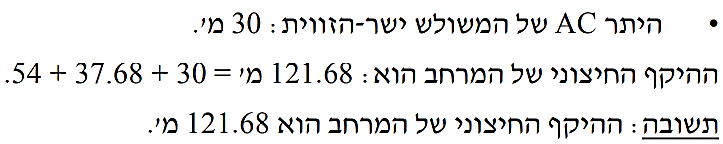 • היתר AC של המשולש ישר-הזווית: 30 מ'.
ההיקף החיצוני של המרחב הוא: 121.68 מ' = 30 + 37.68 + 54.
תשובה: ההיקף החיצוני של המרחב הוא 121.68 מ'.